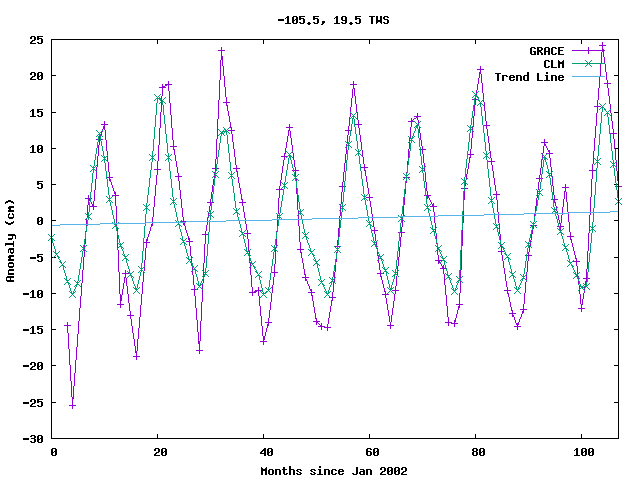 -105.5, 19.5 TWS
GRACE
CLM
Trend Line
25
20
15
10
5
0
-5
-10
-15
-20
-25
-30
Anomaly (cm)
0 20 40 60 80 100
Months since Jan 2002